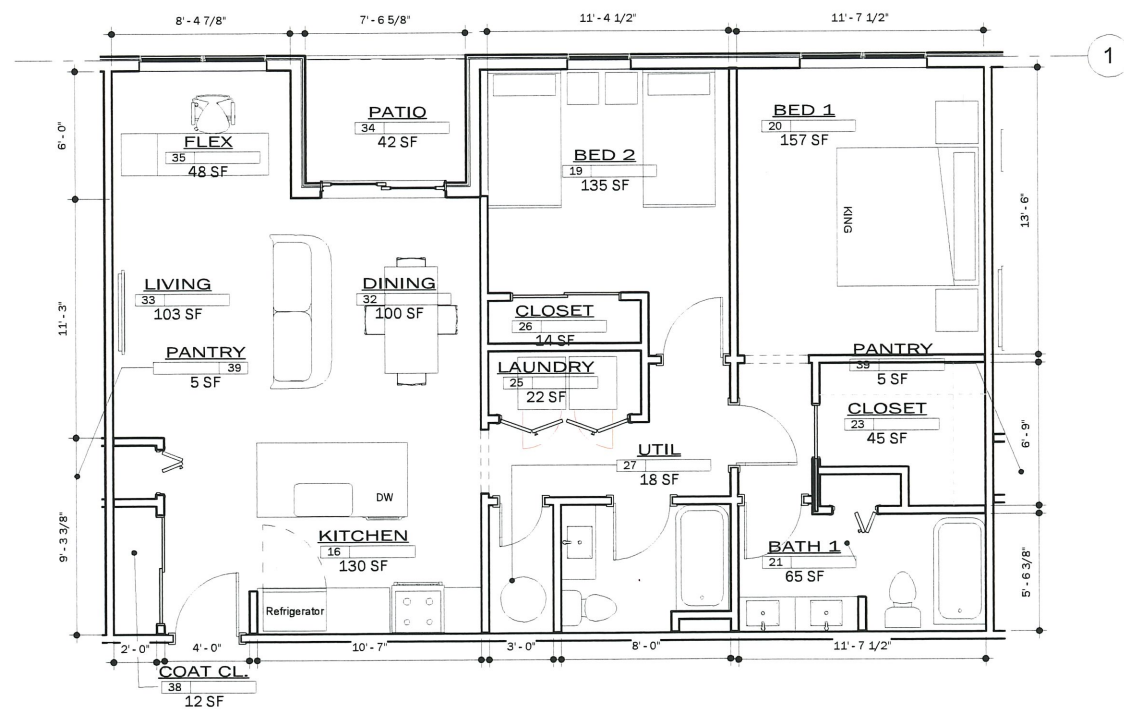 8' - 4 7/8"
7' - 6 5/8"
11' - 4 1/2"
11' - 7 1/2"
1
6' - 0"
FLEX
35
48 SF
PATIO
34
42 SF
BED 2
19
135 SF
BED 1
20
157 SF
KING
13' - 6"
11' - 3"
LIVING
33
103 SF
DINING
32
100 SF
CLOSET
26
14 SF
PANTRY
39
5 SF
LAUNDRY
25
22 SF
PANTRY
39
5 SF
CLOSET
23
45 SF
6' - 9"
UTIL
27
18 SF
DW
9' - 3 3/8"
KITCHEN
16
130 SF
BATH 1
21
65 SF
5' - 6 3/8"
Refrigerator
2' - 0"
4' - 0"
10' - 7"
3' - 0"
8' - 0"
11' - 7 1/2"
COAT CL.
38
12 SF